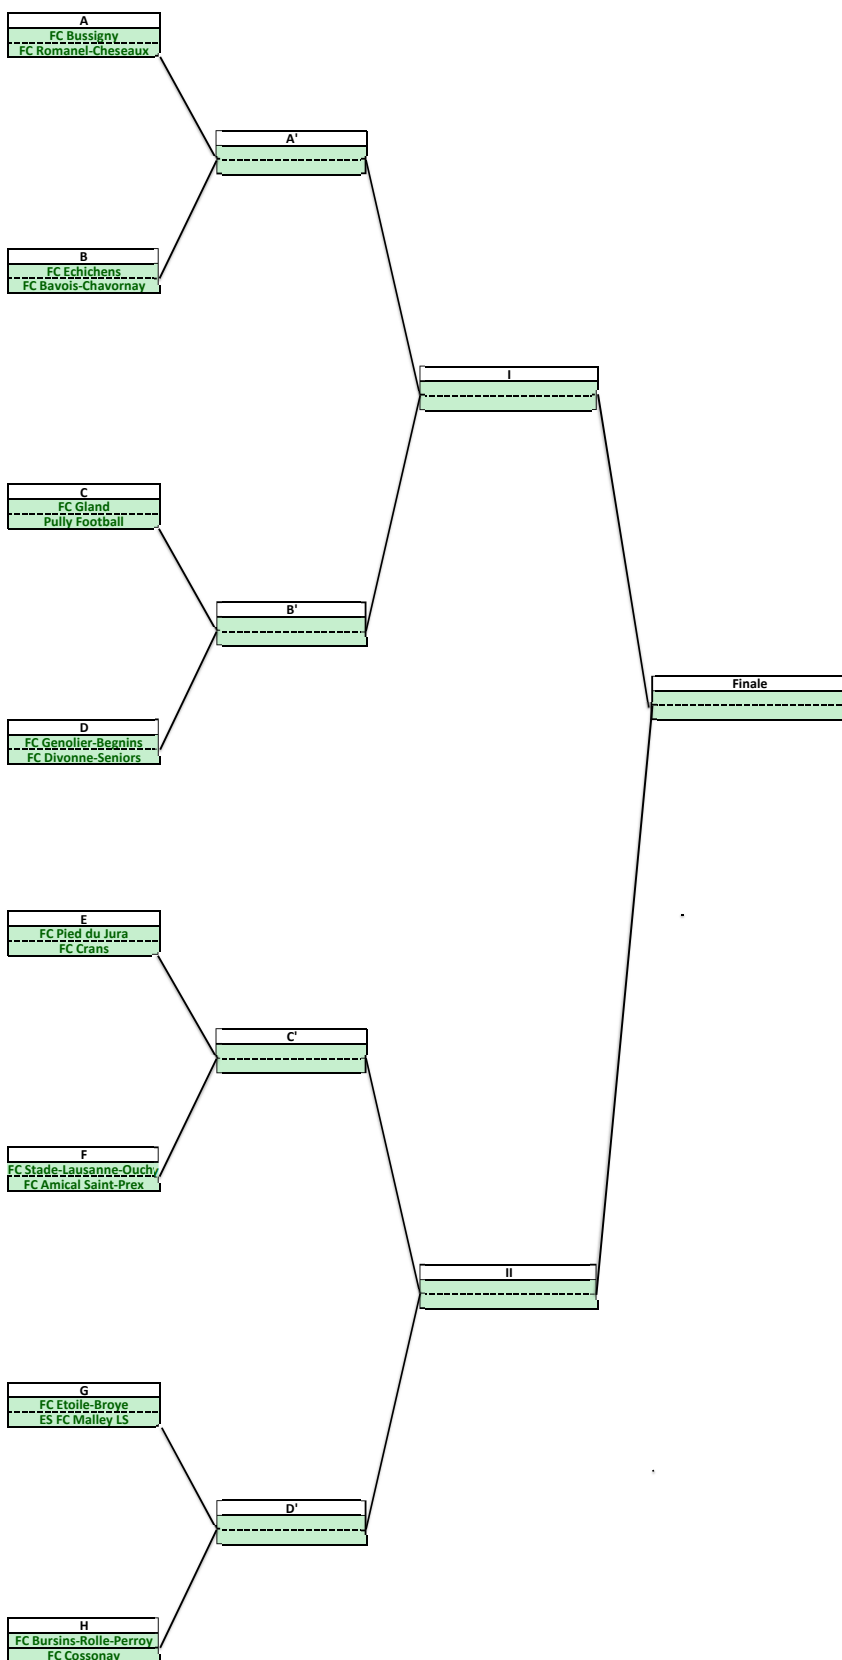 A
FC Bussigny
FC Romanel-Cheseaux
A'
B
FC Echichens
FC Bavois-Chavornay
I
C
FC Gland
Pully Football
B'
Finale
D
FC Genolier-Begnins
FC Divonne-Seniors
E
FC Pied du Jura
FC Crans
C'
F
FC Stade-Lausanne-Ouchy
FC Amical Saint-Prex
II
G
FC Etoile-Broye
ES FC Malley LS
D'
H
FC Bursins-Rolle-Perroy
FC Cossonay